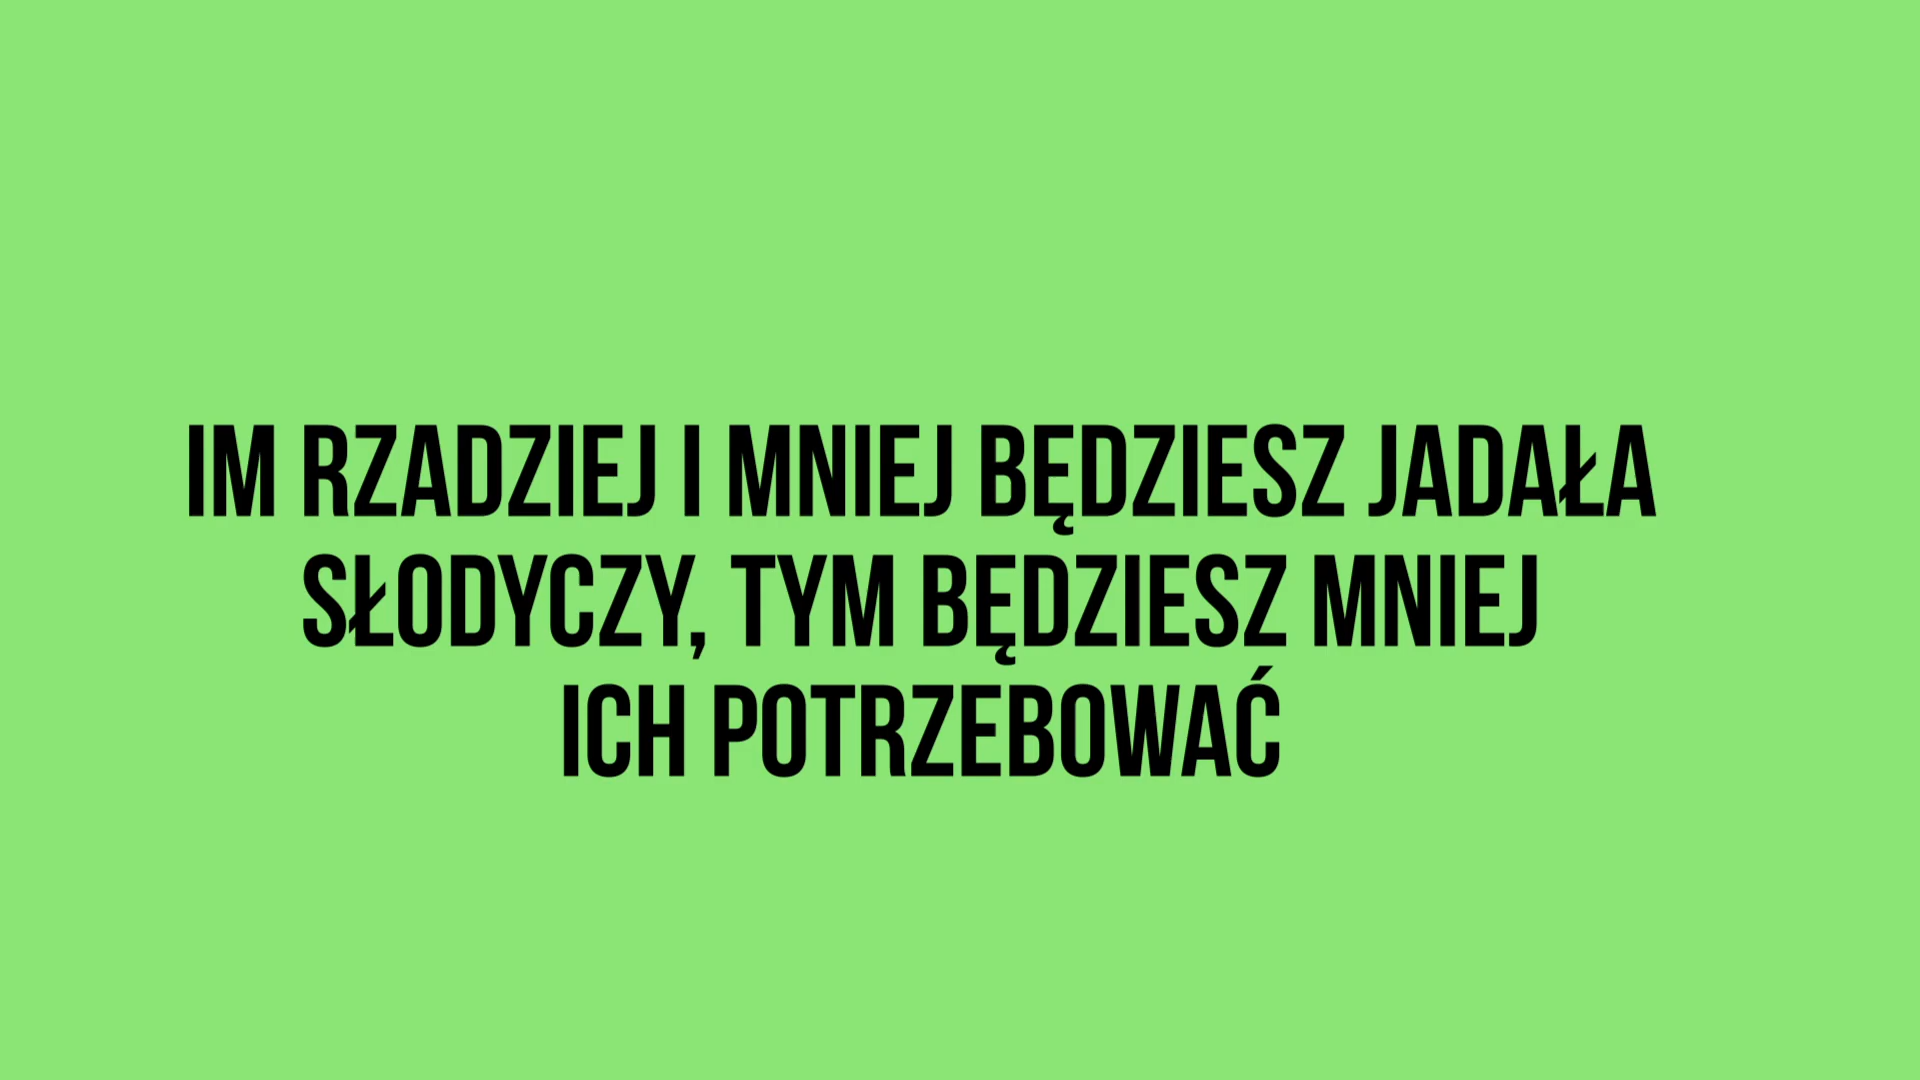 IM RZADZIEJ I MNIEJ BĘDZIESZ JADAŁA
SŁODYCZY, TYM BĘDZIESZ MNIEJ
ICH POTRZEBOWAĆ